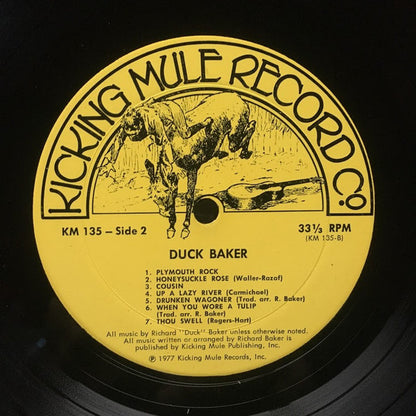 KICKING MULE RECORD CO.
KM 135 – Side 2
33⅓ RPM
(KM 135-B)
DUCK BAKER
1. PLYMOUTH ROCK
2. HONEYSUCKLE ROSE (Waller-Razof)
3. COUSIN
4. UP A LAZY RIVER (Carmichael)
5. DRUNKEN WAGONER (Trad. arr. R. Baker)
6. WHEN YOU WORE A TULIP
(Trad. arr. R. Baker)
7. THOU SWELL (Rogers-Hart)
All music by Richard "Duck" Baker unless otherwise noted.
All music written or arranged by Richard Baker is
published by Kicking Mule Publishing, Inc.
℗ 1977 Kicking Mule Records, Inc.